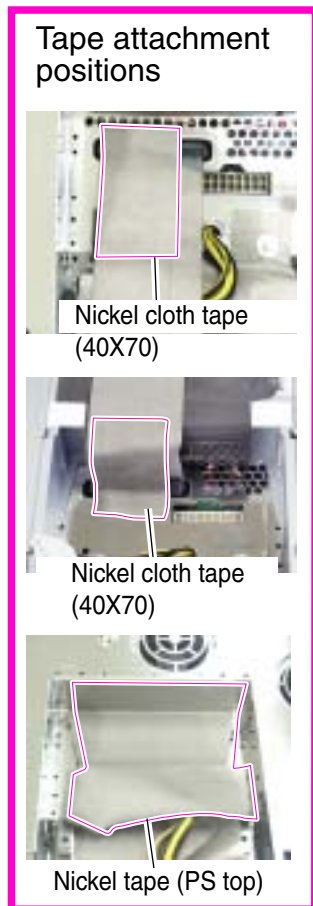 Tape attachment
positions
Nickel cloth tape
(40X70)
Nickel cloth tape
(40X70)
Nickel tape (PS top)